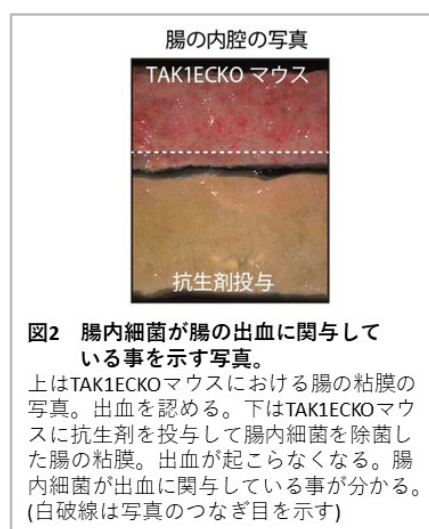 腸の内腔の写真
TAK1ECKO マウス
抗生剤投与
図2 腸内細菌が腸の出血に関与して
いる事を示す写真。
上はTAK1ECKOマウスにおける腸の粘膜の
写真。出血を認める。下はTAK1ECKOマウ
スに抗生剤を投与して腸内細菌を除菌し
た腸の粘膜。出血が起こらなくなる。腸
内細菌が出血に関与している事が分かる。
(白破線は写真のつなぎ目を示す)